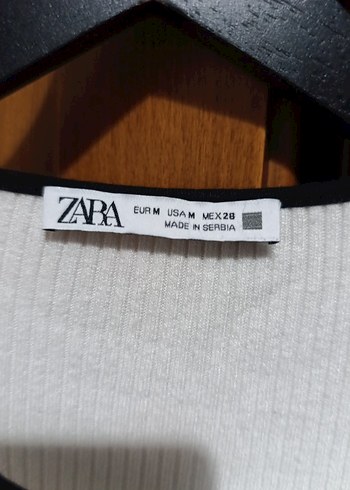 ZARA EUR M USA M MEX 28
MADE IN SERBIA